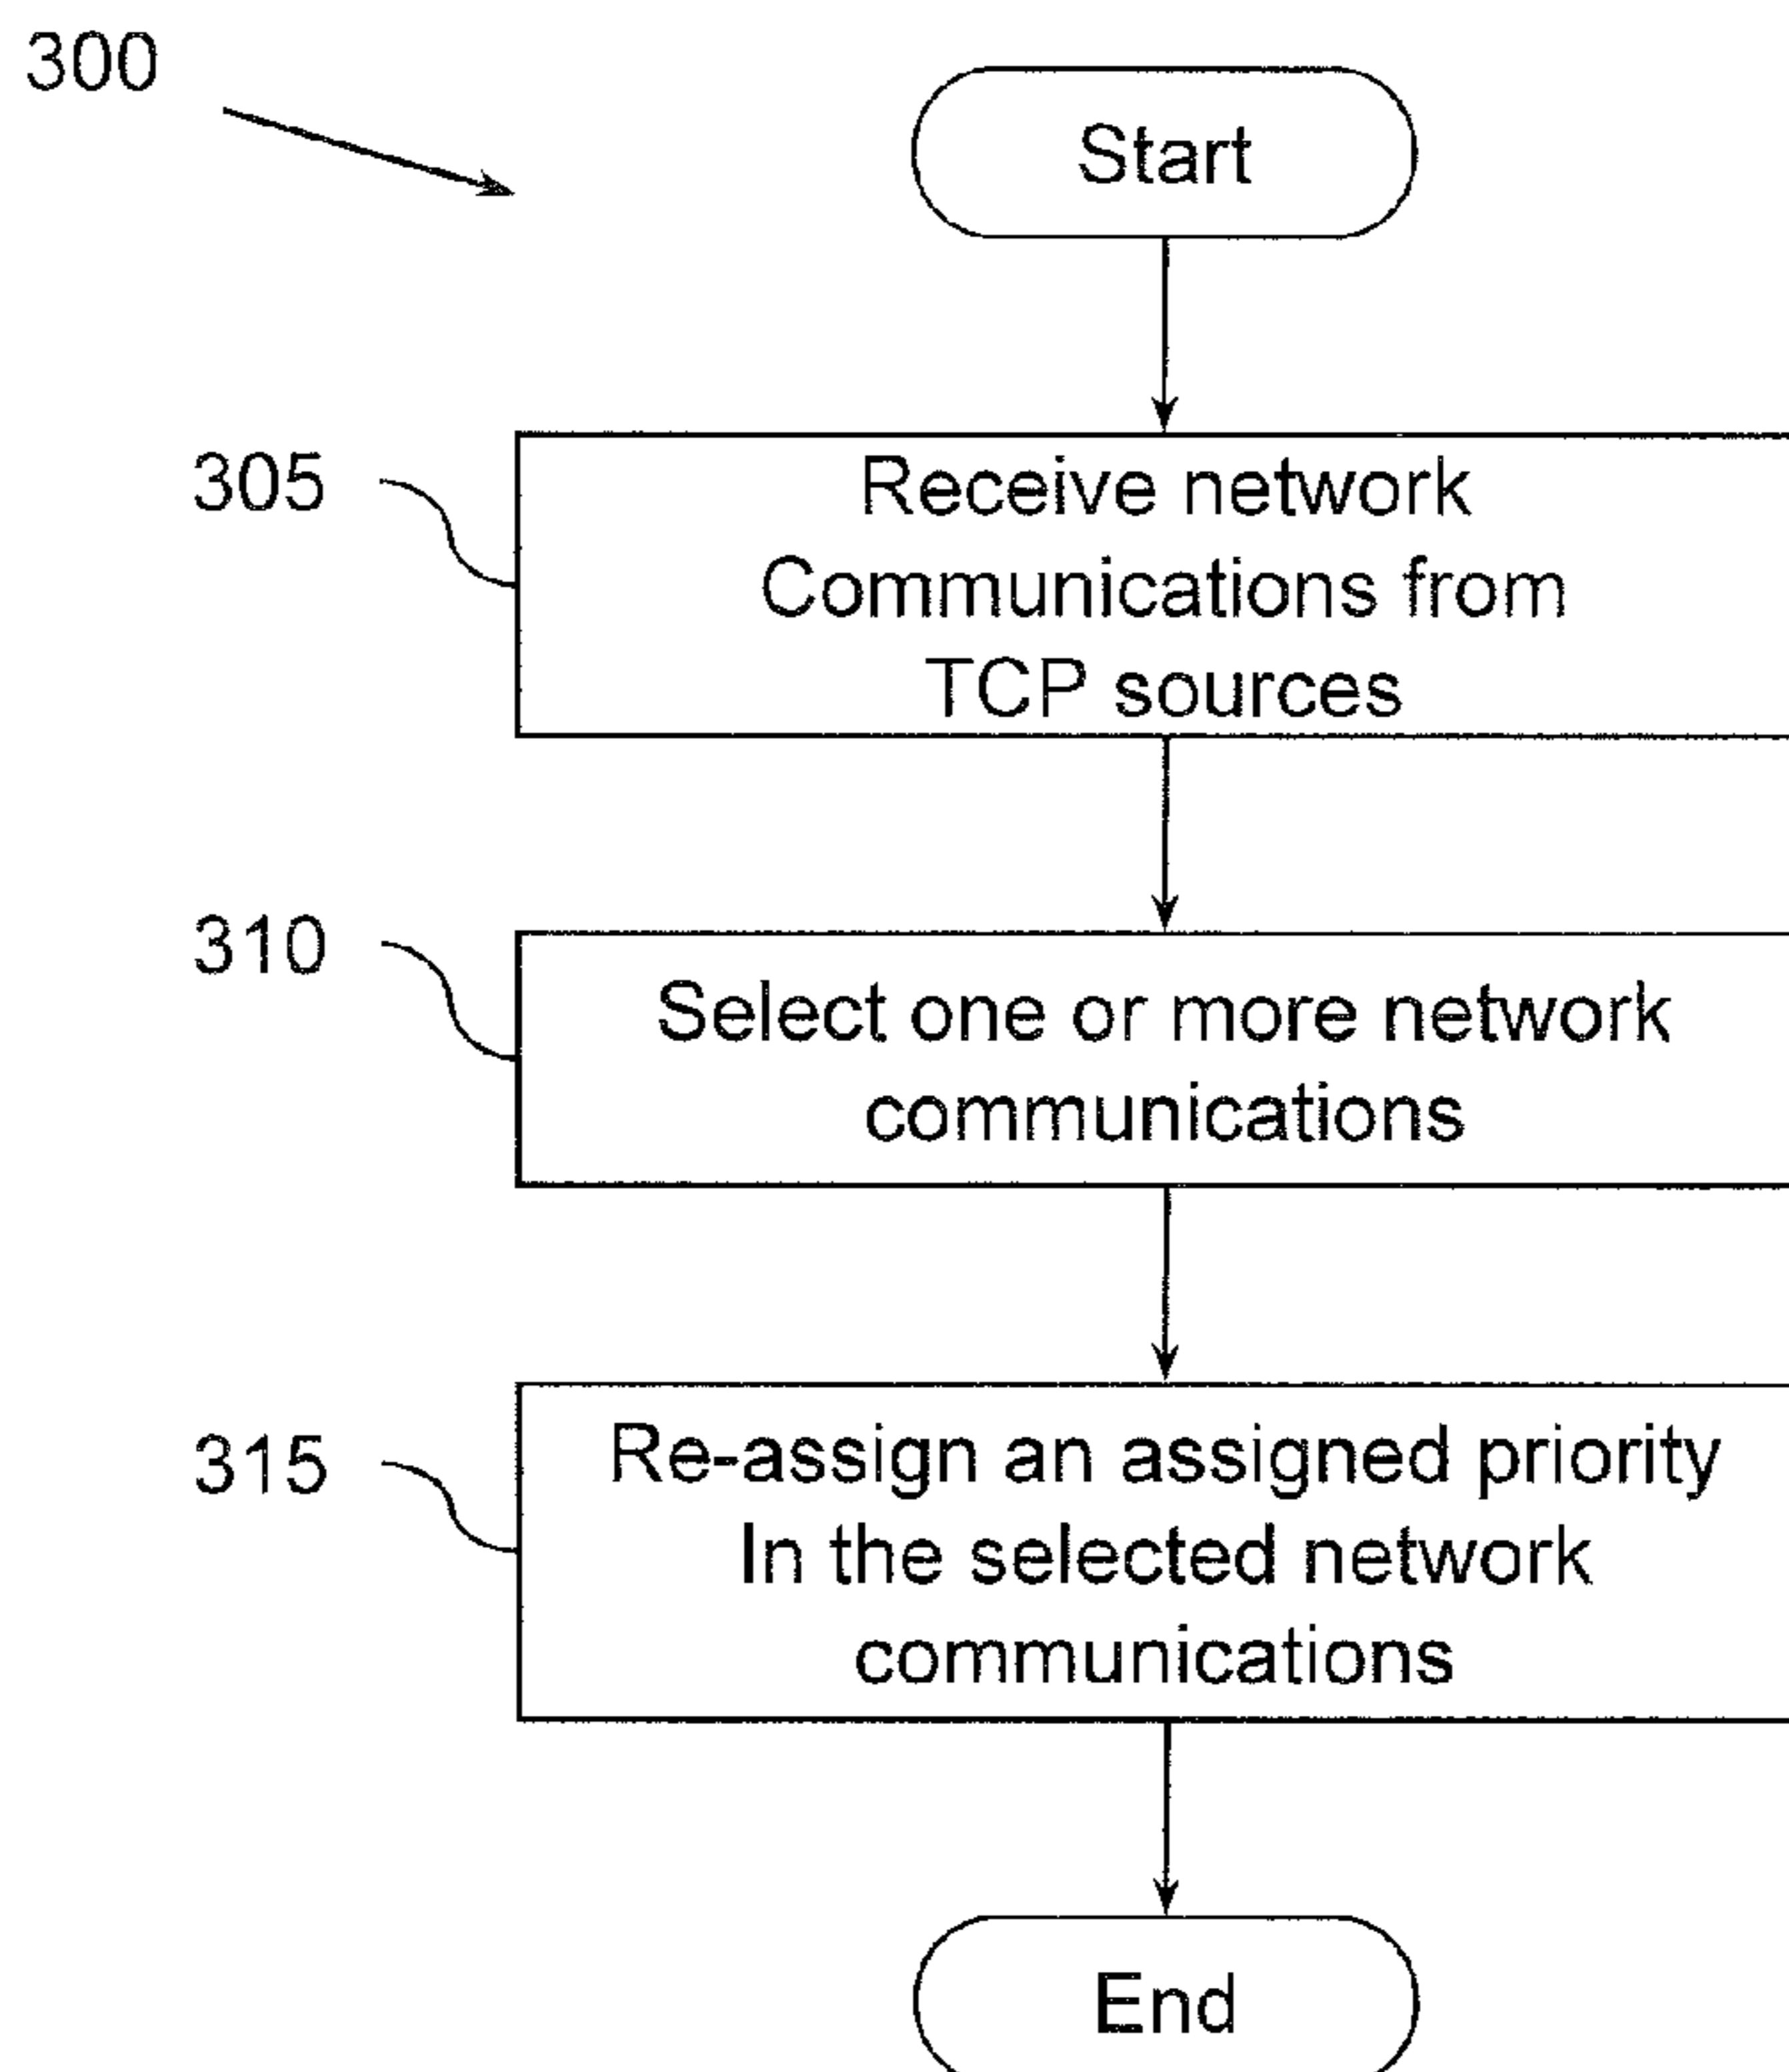 300
Start
305
Receive network
Communications from
TCP sources
310
Select one or more network
communications
315
Re-assign an assigned priority
In the selected network
communications
End